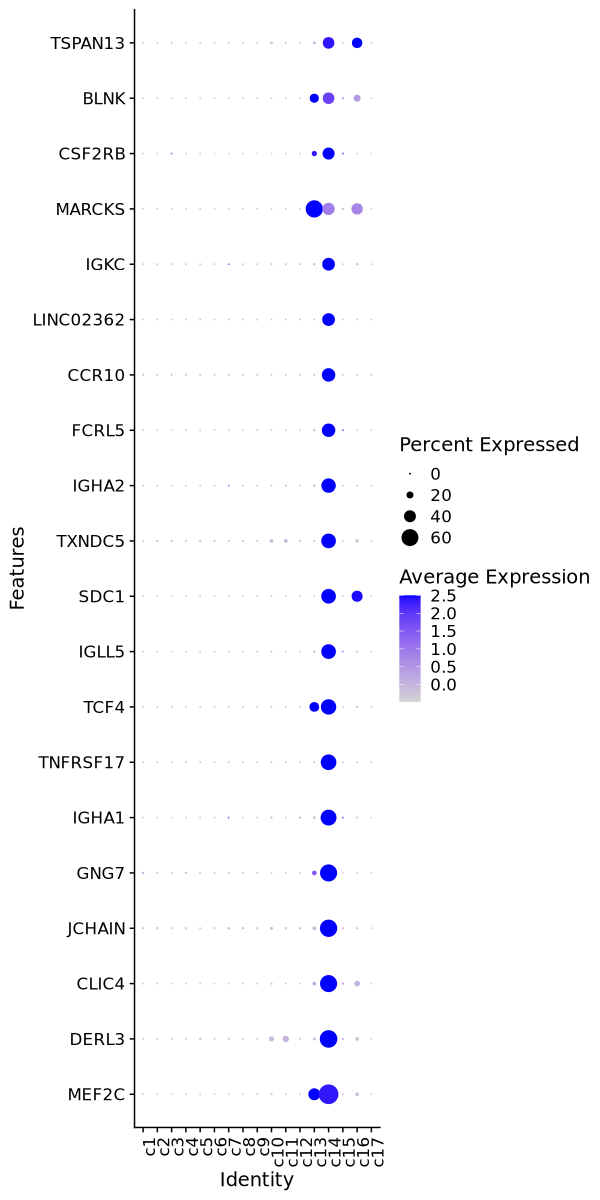 TSPAN13
BLNK
CSF2RB
MARCKS
IGKC
LINC02362
CCR10
FCRL5
IGHA2
TXNDC5
SDC1
IGLL5
TCF4
TNFRSF17
IGHA1
GNG7
JCHAIN
CLIC4
DERL3
MEF2C
Features
c1
c2
c3
c4
c5
c6
c7
c8
c9
c10
c11
c12
c13
c14
c15
c16
c17
Identity
Percent Expressed
0
20
40
60
Average Expression
2.5
2.0
1.5
1.0
0.5
0.0